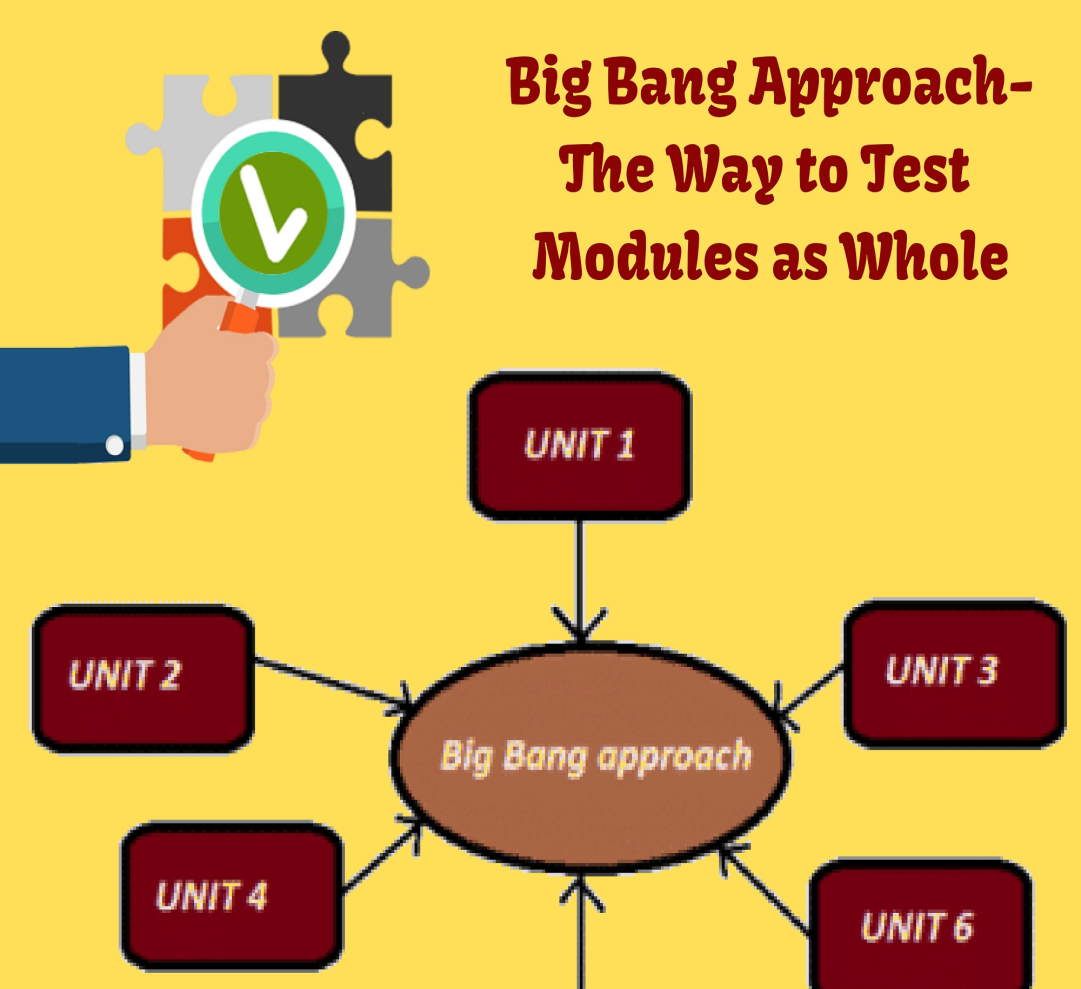 Big Bang Approach-
The Way to Test
Modules as Whole
UNIT 1
UNIT 2
UNIT 3
Big Bang approach
UNIT 4
UNIT 6